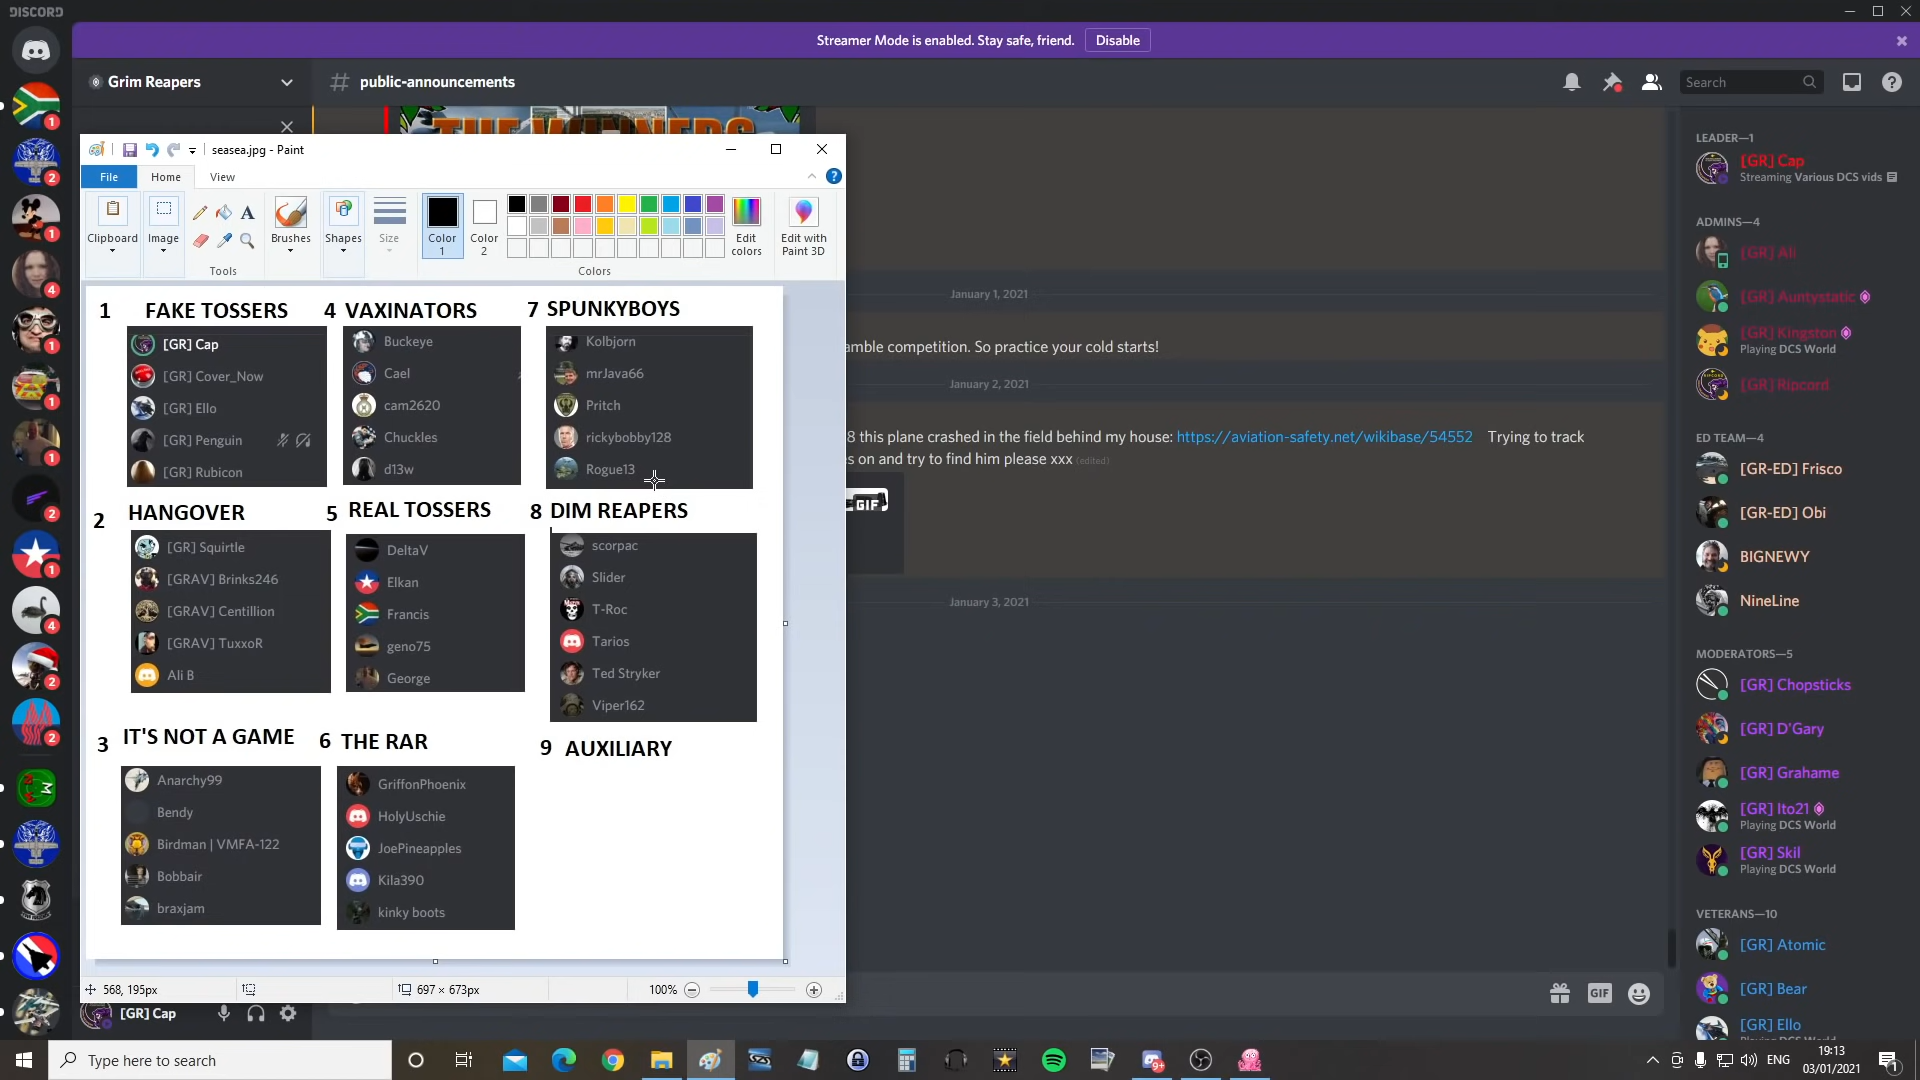 DISCORD
Streamer Mode is enabled. Stay safe, friend. Disable
Grim Reapers
# public-announcements
Search
THE WINNERS
seasea.jpg - Paint
File Home View
Clipboard
Image
Tools
Brushes
Shapes
Size
Color
1
Color
2
Colors
Edit
colors
Edit with
Paint 3D
1 FAKE TOSSERS
[GR] Cap
[GR] Cover_Now
[GR] Ello
[GR] Penguin
[GR] Rubicon
2 HANGOVER
[GR] Squirtle
[GRAV] Brinks246
[GRAV] Centillion
[GRAV] TuxxoR
Ali B
3 IT'S NOT A GAME
Anarchy99
Bendy
Birdman | VMFA-122
Bobbair
braxjam
4 VAXINATORS
Buckeye
Cael
cam2620
Chuckles
d13w
5 REAL TOSSERS
DeltaV
Elkan
Francis
geno75
George
6 THE RAR
GriffonPhoenix
HolyUschie
JoePineapples
Kila390
kinky boots
7 SPUNKYBOYS
Kolbjorn
mrJava66
Pritch
rickybobby128
Rogue13
8 DIM REAPERS
scorpac
Slider
T-Roc
Tarios
Ted Stryker
Viper162
9 AUXILIARY
568, 195px
697 × 673px
100%
January 1, 2021
amble competition. So practice your cold starts!
January 2, 2021
8 this plane crashed in the field behind my house: https://aviation-safety.net/wikibase/54552 Trying to track
s on and try to find him please xxx (edited)
GIF
January 3, 2021
GIF
LEADER—1
[GR] Cap
Streaming Various DCS vids
ADMINS—4
[GR] Ali
[GR] Auntystatic
[GR] Kingston
Playing DCS World
[GR] Ripcord
ED TEAM—4
[GR-ED] Frisco
[GR-ED] Obi
BIGNEWY
NineLine
MODERATORS—5
[GR] Chopsticks
[GR] D'Gary
[GR] Grahame
[GR] Ito21
Playing DCS World
[GR] Skil
Playing DCS World
VETERANS—10
[GR] Atomic
[GR] Bear
[GR] Ello
[GR] Cap
Type here to search
ENG
19:13
03/01/2021